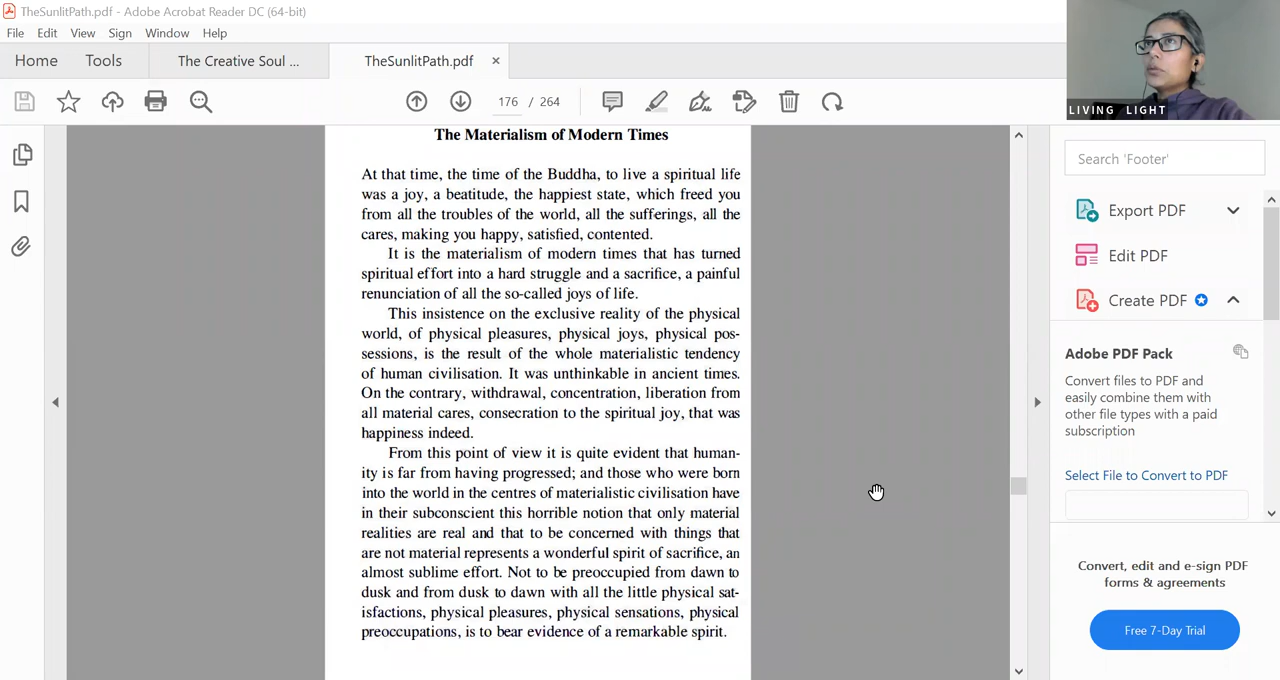 TheSunlitPath.pdf - Adobe Acrobat Reader DC (64-bit)
File Edit View Sign Window Help
Home Tools The Creative Soul ... TheSunlitPath.pdf ×
176 / 264
LIVING LIGHT
The Materialism of Modern Times
At that time, the time of the Buddha, to live a spiritual life
was a joy, a beatitude, the happiest state, which freed you
from all the troubles of the world, all the sufferings, all the
cares, making you happy, satisfied, contented.
It is the materialism of modern times that has turned
spiritual effort into a hard struggle and a sacrifice, a painful
renunciation of all the so-called joys of life.
This insistence on the exclusive reality of the physical
world, of physical pleasures, physical joys, physical pos-
sessions, is the result of the whole materialistic tendency
of human civilisation. It was unthinkable in ancient times.
On the contrary, withdrawal, concentration, liberation from
all material cares, consecration to the spiritual joy, that was
happiness indeed.
From this point of view it is quite evident that human-
ity is far from having progressed; and those who were born
into the world in the centres of materialistic civilisation have
in their subconscient this horrible notion that only material
realities are real and that to be concerned with things that
are not material represents a wonderful spirit of sacrifice, an
almost sublime effort. Not to be preoccupied from dawn to
dusk and from dusk to dawn with all the little physical sat-
isfactions, physical pleasures, physical sensations, physical
preoccupations, is to bear evidence of a remarkable spirit.
Search 'Footer'
Export PDF
Edit PDF
Create PDF
Adobe PDF Pack
Convert files to PDF and
easily combine them with
other file types with a paid
subscription
Select File to Convert to PDF
Convert, edit and e-sign PDF
forms & agreements
Free 7-Day Trial